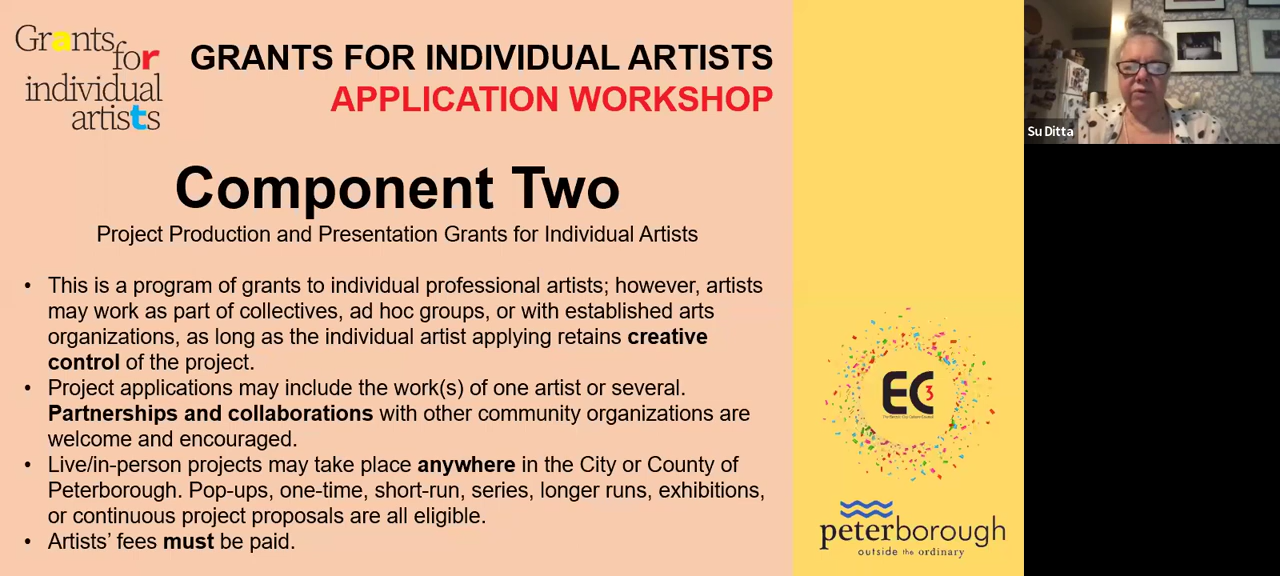 Grants
for
individual
artists
GRANTS FOR INDIVIDUAL ARTISTS
APPLICATION WORKSHOP
Component Two
Project Production and Presentation Grants for Individual Artists
• This is a program of grants to individual professional artists; however, artists
may work as part of collectives, ad hoc groups, or with established arts
organizations, as long as the individual artist applying retains creative
control of the project.
• Project applications may include the work(s) of one artist or several.
Partnerships and collaborations with other community organizations are
welcome and encouraged.
• Live/in-person projects may take place anywhere in the City or County of
Peterborough. Pop-ups, one-time, short-run, series, longer runs, exhibitions,
or continuous project proposals are all eligible.
• Artists’ fees must be paid.
Su Ditta
EC3
peterborough
outside the ordinary